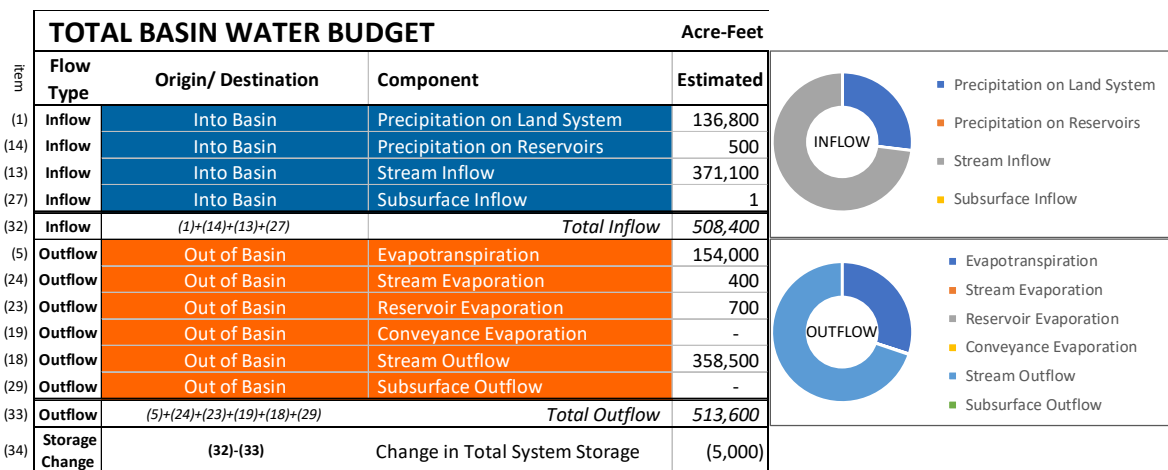 TOTAL BASIN WATER BUDGET Acre-Feet
item Flow Type Origin/ Destination Component Estimated
(1) Inflow Into Basin Precipitation on Land System 136,800
(14) Inflow Into Basin Precipitation on Reservoirs 500
(13) Inflow Into Basin Stream Inflow 371,100
(27) Inflow Into Basin Subsurface Inflow 1
(32) Inflow (1)+(14)+(13)+(27) Total Inflow 508,400
(5) Outflow Out of Basin Evapotranspiration 154,000
(24) Outflow Out of Basin Stream Evaporation 400
(23) Outflow Out of Basin Reservoir Evaporation 700
(19) Outflow Out of Basin Conveyance Evaporation -
(18) Outflow Out of Basin Stream Outflow 358,500
(29) Outflow Out of Basin Subsurface Outflow -
(33) Outflow (5)+(24)+(23)+(19)+(18)+(29) Total Outflow 513,600
(34) Storage Change (32)-(33) Change in Total System Storage (5,000)
INFLOW
Precipitation on Land System
Precipitation on Reservoirs
Stream Inflow
Subsurface Inflow
OUTFLOW
Evapotranspiration
Stream Evaporation
Reservoir Evaporation
Conveyance Evaporation
Stream Outflow
Subsurface Outflow